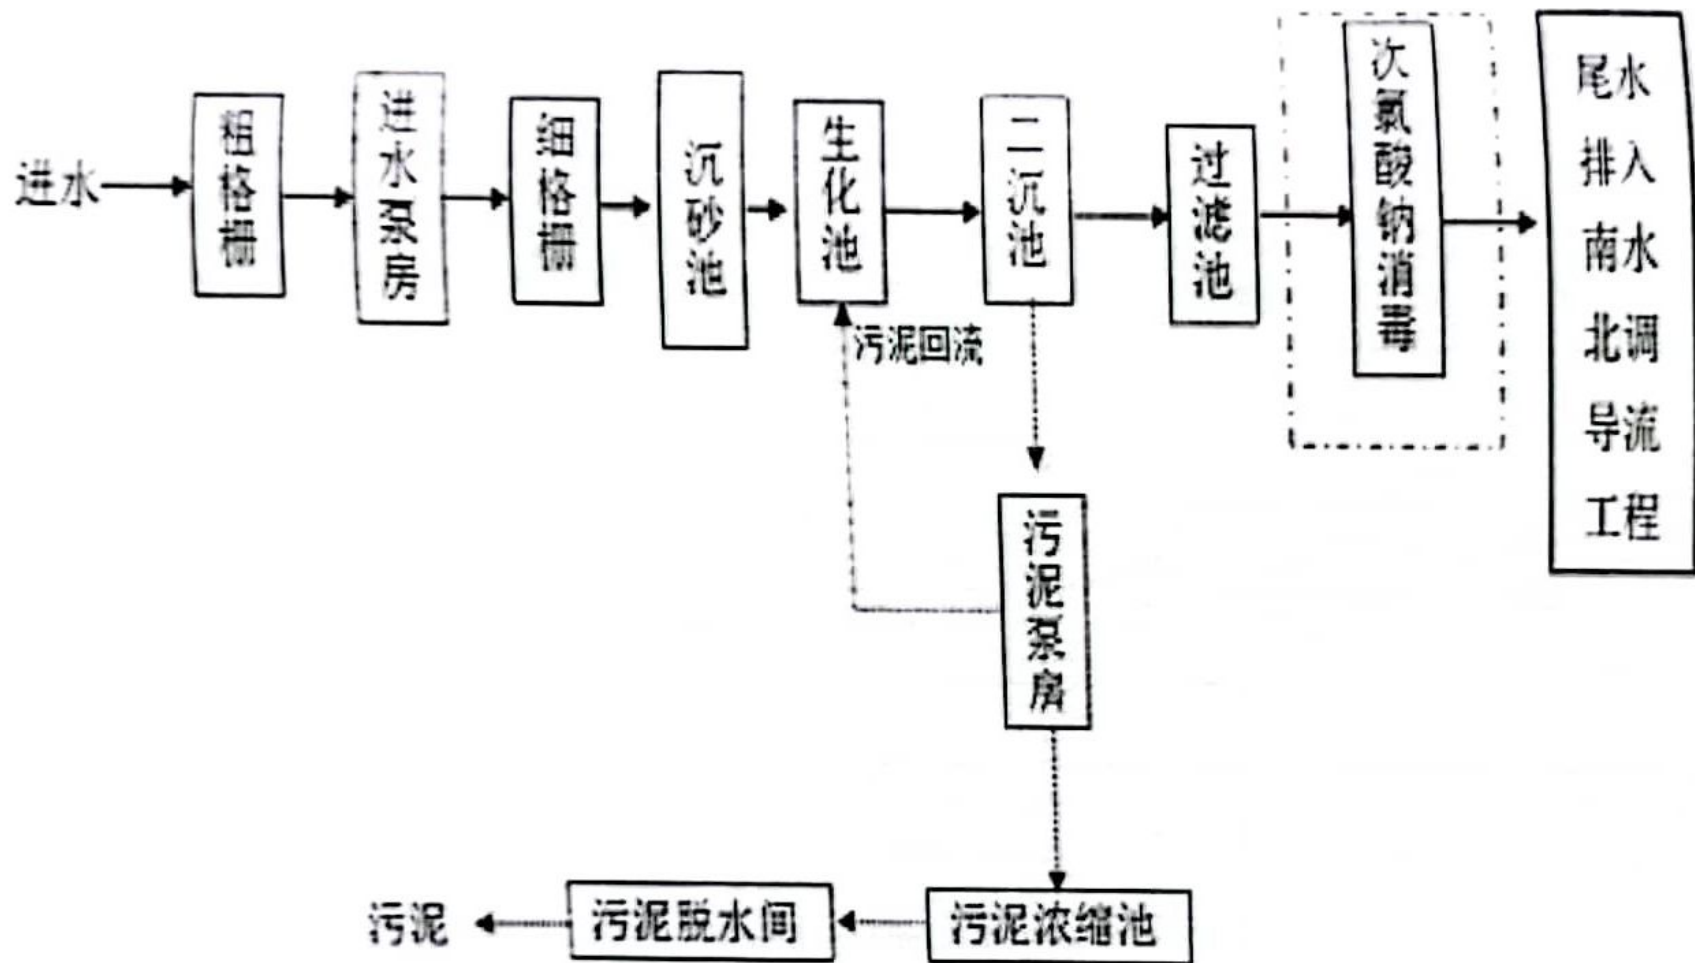 进水
粗格栅
进水泵房
细格栅
沉砂池
生化池
二沉池
过滤池
次氯酸钠消毒
尾水
排入
南水
北调
导流
工程
污泥回流
污泥泵房
污泥浓缩池
污泥脱水间
污泥